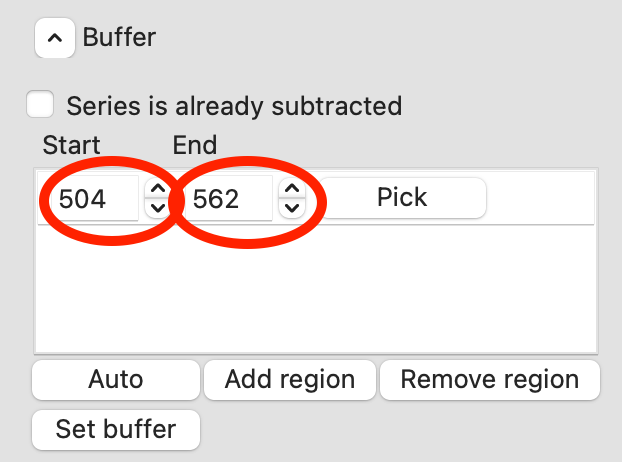 Buffer
Series is already subtracted
Start End
504 562 Pick
Auto Add region Remove region
Set buffer